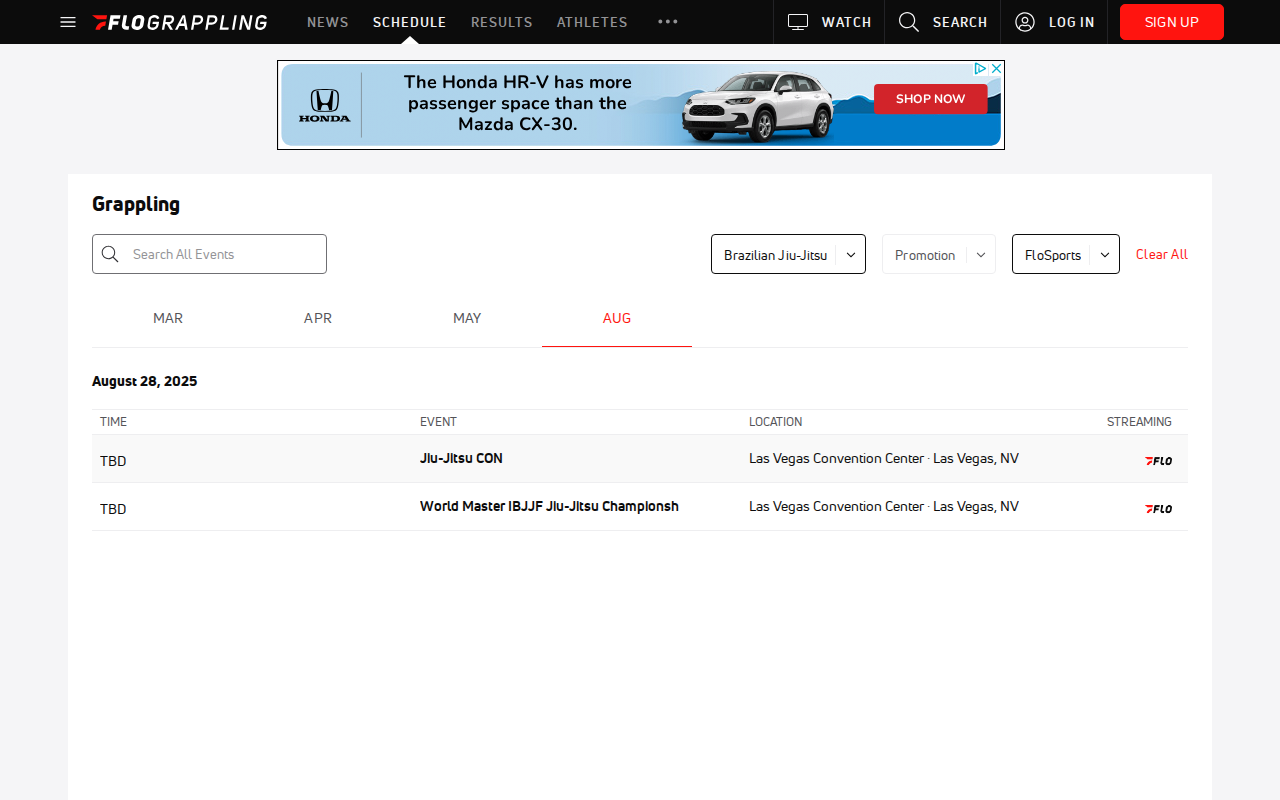 FLOGRAPPLING NEWS SCHEDULE RESULTS ATHLETES ••• WATCH SEARCH LOG IN SIGN UP
HONDA
The Honda HR-V has more
passenger space than the
Mazda CX-30.
SHOP NOW
Grappling
Search All Events Brazilian Jiu-Jitsu Promotion FloSports Clear All
MAR APR MAY AUG
August 28, 2025
TIME EVENT LOCATION STREAMING
TBD Jiu-Jitsu CON Las Vegas Convention Center · Las Vegas, NV FLO
TBD World Master IBJJF Jiu-Jitsu Championsh Las Vegas Convention Center · Las Vegas, NV FLO